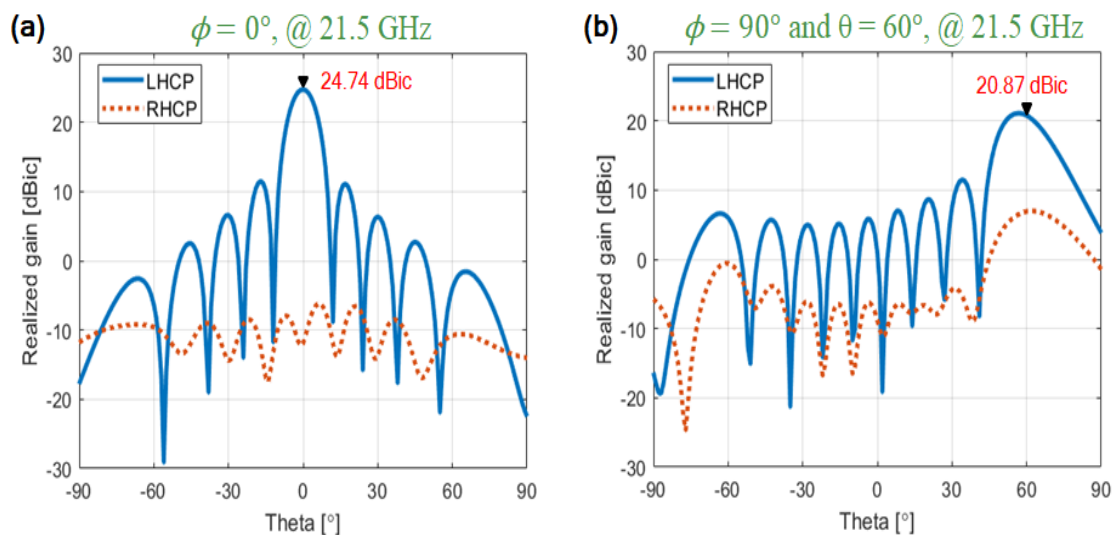 (a)
ϕ = 0°, @ 21.5 GHz
30
20
10
0
-10
-20
-30
Realized gain [dBic]
LHCP
RHCP
24.74 dBic
-90 -60 -30 0 30 60 90
Theta [°]
(b)
ϕ = 90° and θ = 60°, @ 21.5 GHz
30
20
10
0
-10
-20
-30
Realized gain [dBic]
LHCP
RHCP
20.87 dBic
-90 -60 -30 0 30 60 90
Theta [°]